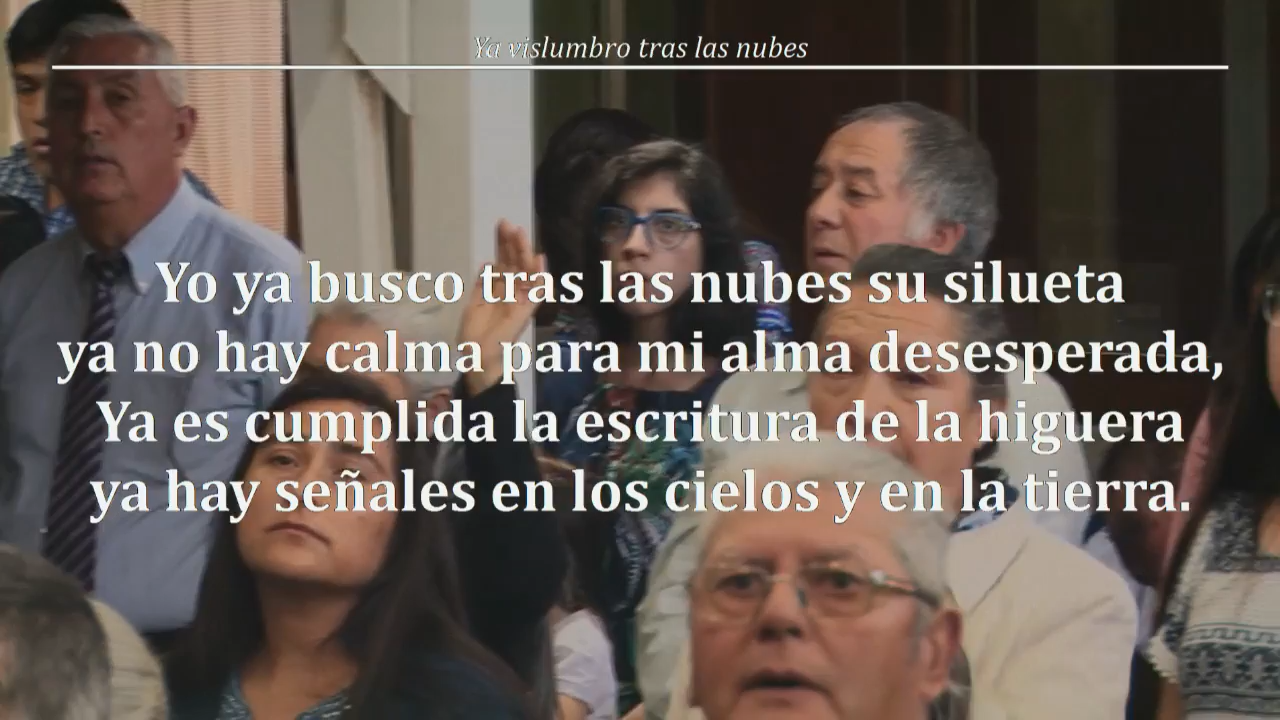 Ya vislumbro tras las nubes
Yo ya busco tras las nubes su silueta
ya no hay calma para mi alma desesperada,
Ya es cumplida la escritura de la higuera
ya hay señales en los cielos y en la tierra.